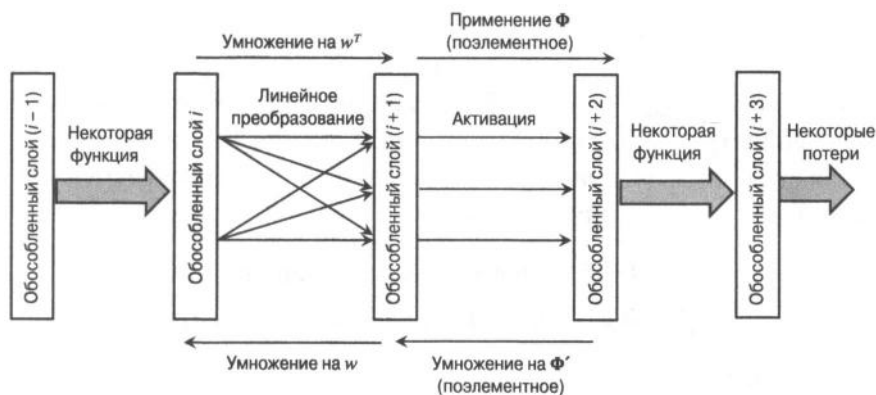 Умножение на w^T
Применение Φ
(поэлементное)
Обособленный слой (i – 1)
Некоторая
функция
Обособленный слой i
Линейное
преобразование
Обособленный слой (i + 1)
Активация
Обособленный слой (i + 2)
Некоторая
функция
Обособленный слой (i + 3)
Некоторые
потери
Умножение на w
Умножение на Φ′
(поэлементное)